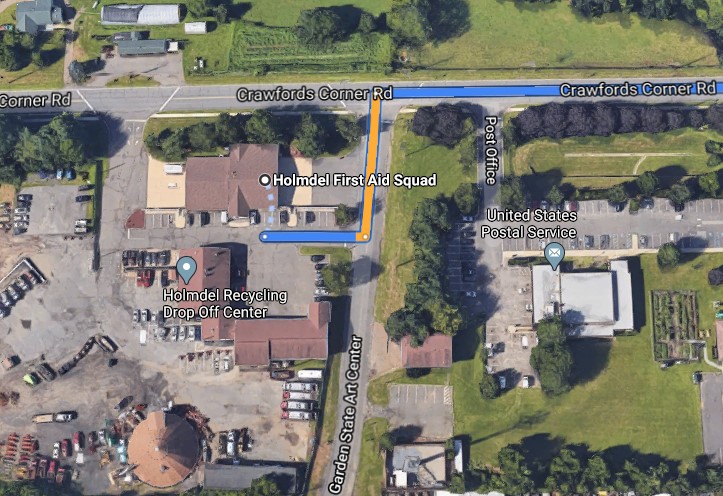 Corner Rd
Crawfords Corner Rd
Crawfords Corner Rd
Post Office
Holmdel First Aid Squad
United States
Postal Service
Holmdel Recycling
Drop Off Center
Garden State Art Center